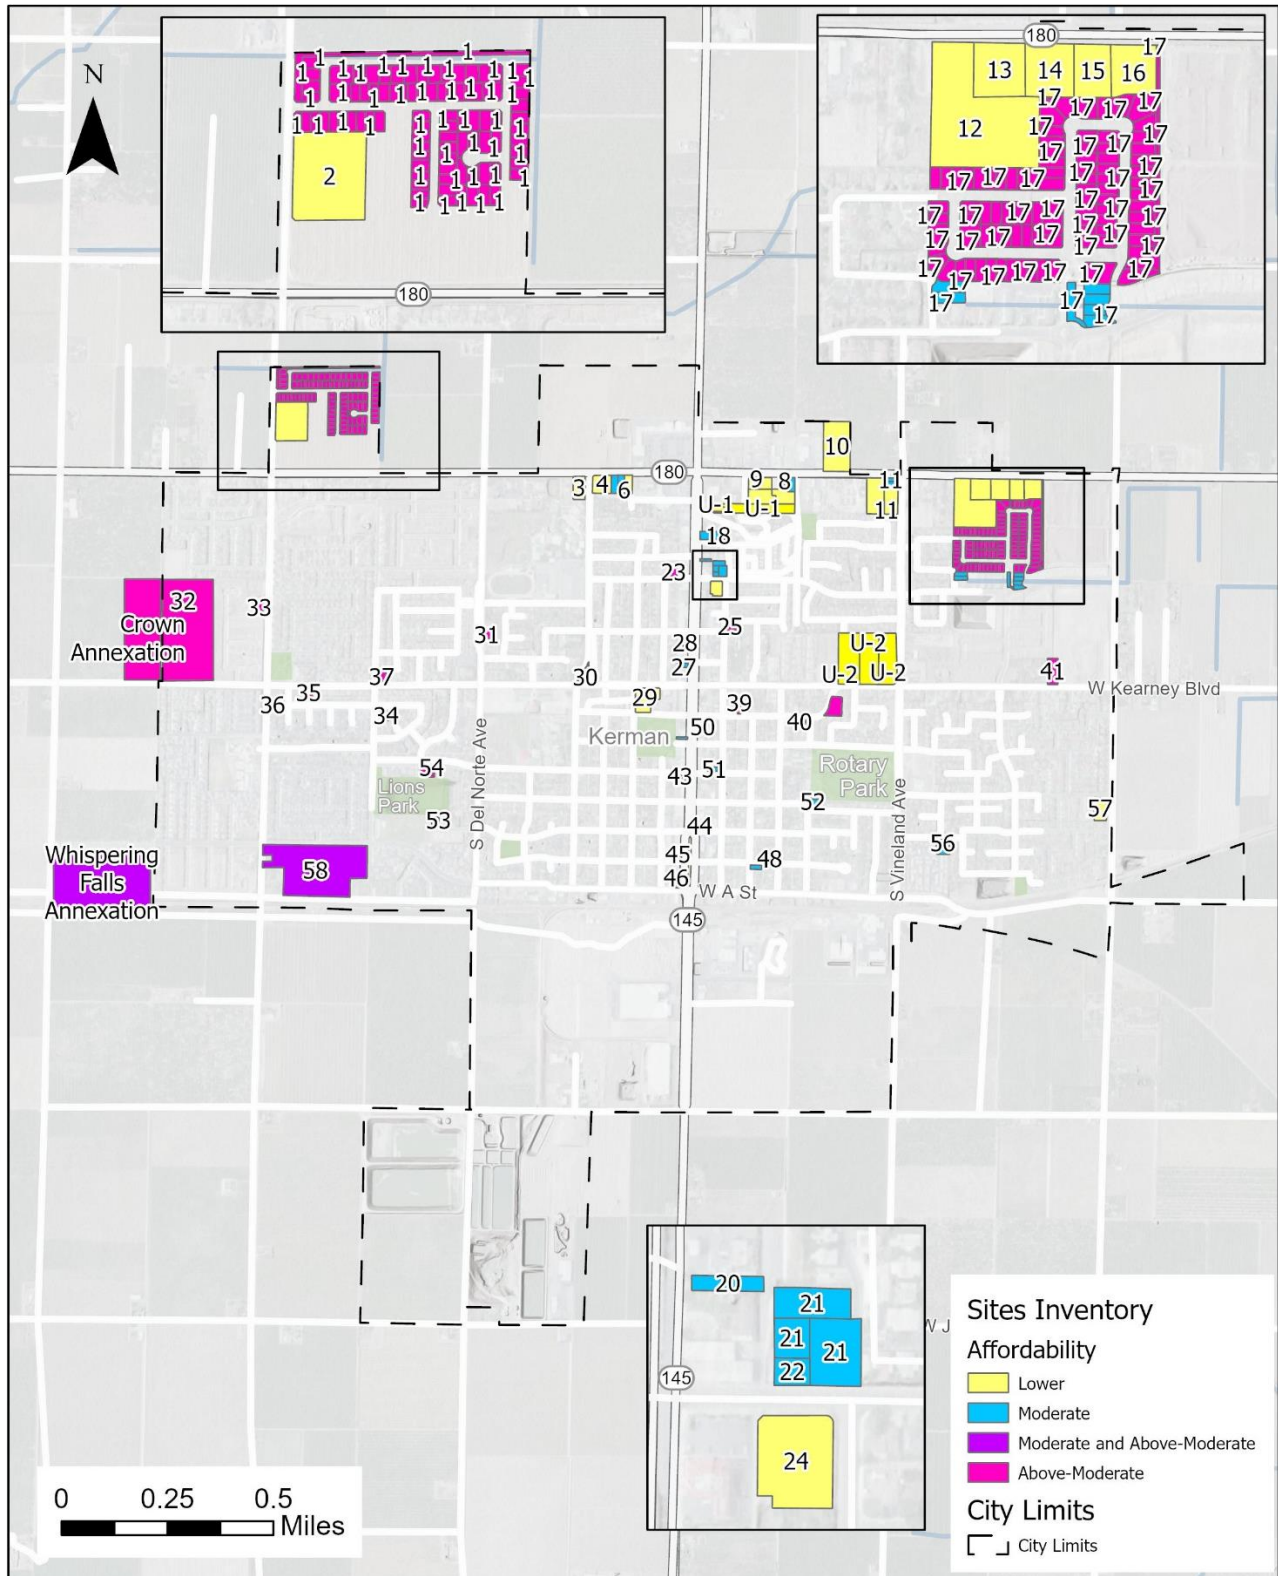 N
1 1
1 1 1 1 1 1 1 1 1 1 1
1 1 1 1 1 1 1 1 1
1 1 1 1 1 1 1 1
1 1 1 1 1
1 1 1 1 1
1 1 1 1 1
2
180
180
17
13 14 15 16
17 17 17 17
12 17 17 17
17 17 17
17 17 17 17 17
17 17 17 17 17 17
17 17 17 17 17 17
17 17 17 17 17
17 17 17 17 17 17 17
17 17 17
10
180
3 4 6 9 8 11
U-1 U-1 11
18
23
32 33
Crown
Annexation
31 25
28
37 30 27 U-2
U-2 U-2
41
W Kearney Blvd
35
36 34 29 39 40
Kerman 50
54 43 51
Lions
Park
Rotary
Park
S Del Norte Ave
S Vineland Ave
53 44 52 57
56
Whispering
Falls
Annexation
58 45 48
46 W A St
145
20
21
21 21
22
145
24
W J
Sites Inventory
Affordability
Lower
Moderate
Moderate and Above-Moderate
Above-Moderate
City Limits
City Limits
0 0.25 0.5
Miles